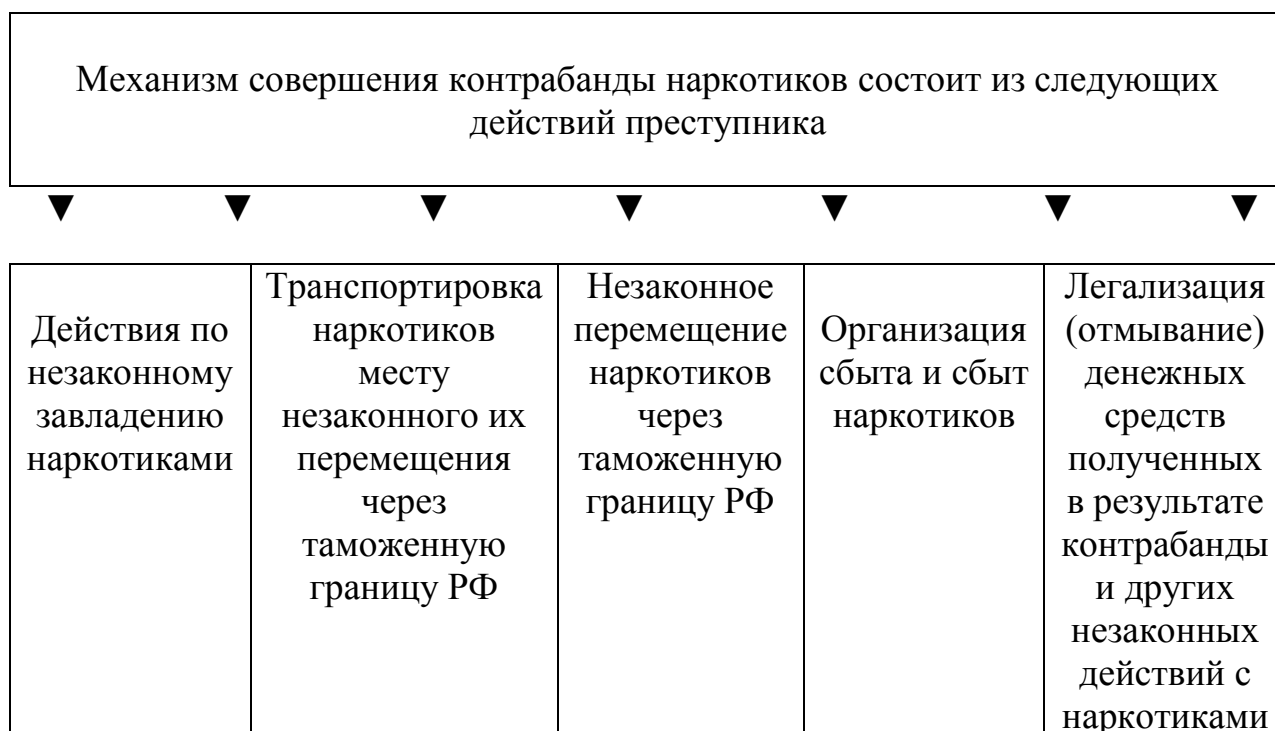 Механизм совершения контрабанды наркотиков состоит из следующих
действий преступника
Действия по
незаконному
завладению
наркотиками
Транспортировка
наркотиков
месту
незаконного их
перемещения
через
таможенную
границу РФ
Незаконное
перемещение
наркотиков
через
таможенную
границу РФ
Организация
сбыта и сбыт
наркотиков
Легализация
(отмывание)
денежных
средств
полученных
в результате
контрабанды
и других
незаконных
действий с
наркотиками